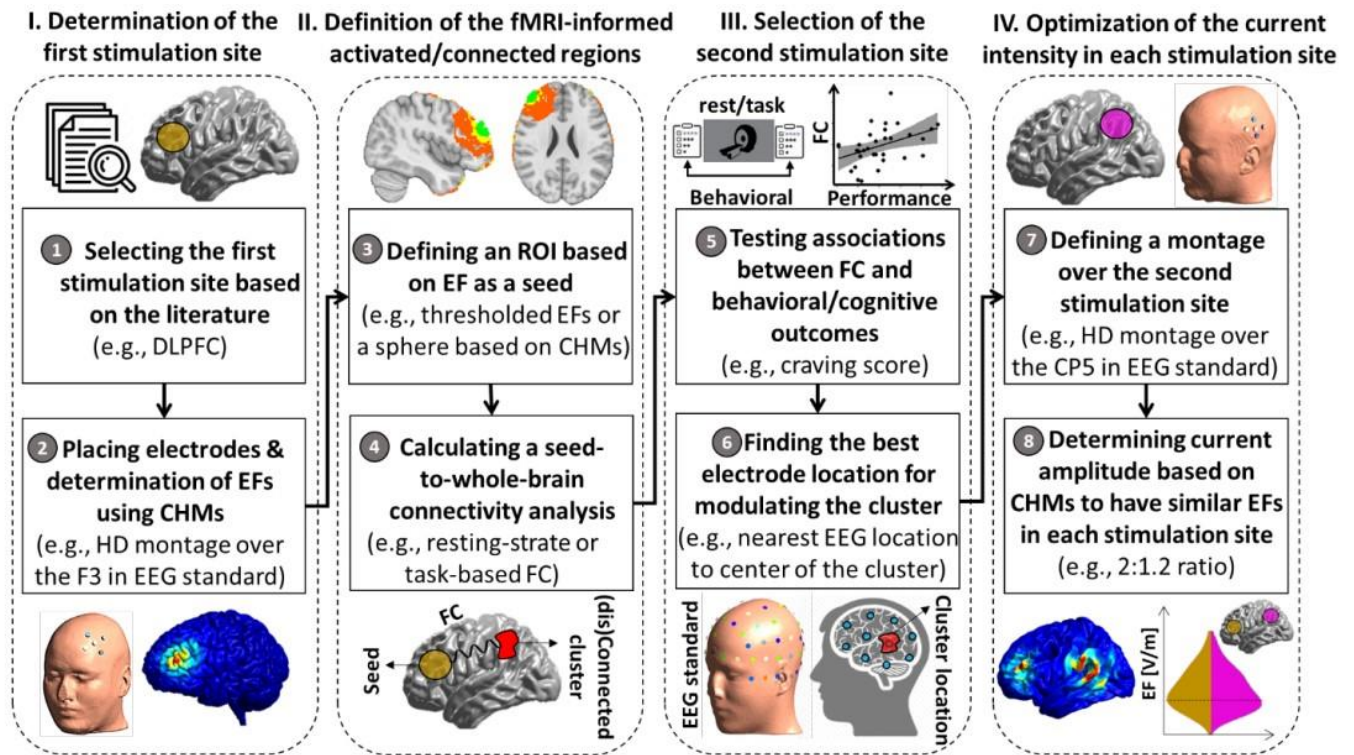 I. Determination of the
first stimulation site
1 Selecting the first
stimulation site based
on the literature
(e.g., DLPFC)
2 Placing electrodes &
determination of EFs
using CHMs
(e.g., HD montage over
the F3 in EEG standard)
II. Definition of the fMRI-informed
activated/connected regions
3 Defining an ROI based
on EF as a seed
(e.g., thresholded EFs or
a sphere based on CHMs)
4 Calculating a seed-
to-whole-brain
connectivity analysis
(e.g., resting-strate or
task-based FC)
FC
Seed
(dis)Connected
cluster
III. Selection of the
second stimulation site
rest/task
Behavioral
FC
Performance
5 Testing associations
between FC and
behavioral/cognitive
outcomes
(e.g., craving score)
6 Finding the best
electrode location for
modulating the cluster
(e.g., nearest EEG location
to center of the cluster)
EEG standard
Cluster location
IV. Optimization of the current
intensity in each stimulation site
7 Defining a montage
over the second
stimulation site
(e.g., HD montage over
the CP5 in EEG standard)
8 Determining current
amplitude based on
CHMs to have similar EFs
in each stimulation site
(e.g., 2:1.2 ratio)
EF [V/m]